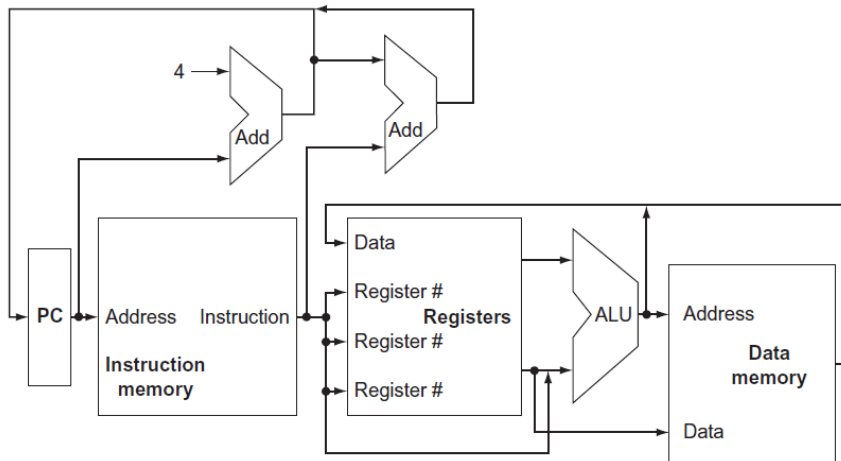 4
Add
Add
PC
Address
Instruction
Instruction
memory
Data
Register #
Registers
Register #
Register #
ALU
Address
Data
memory
Data